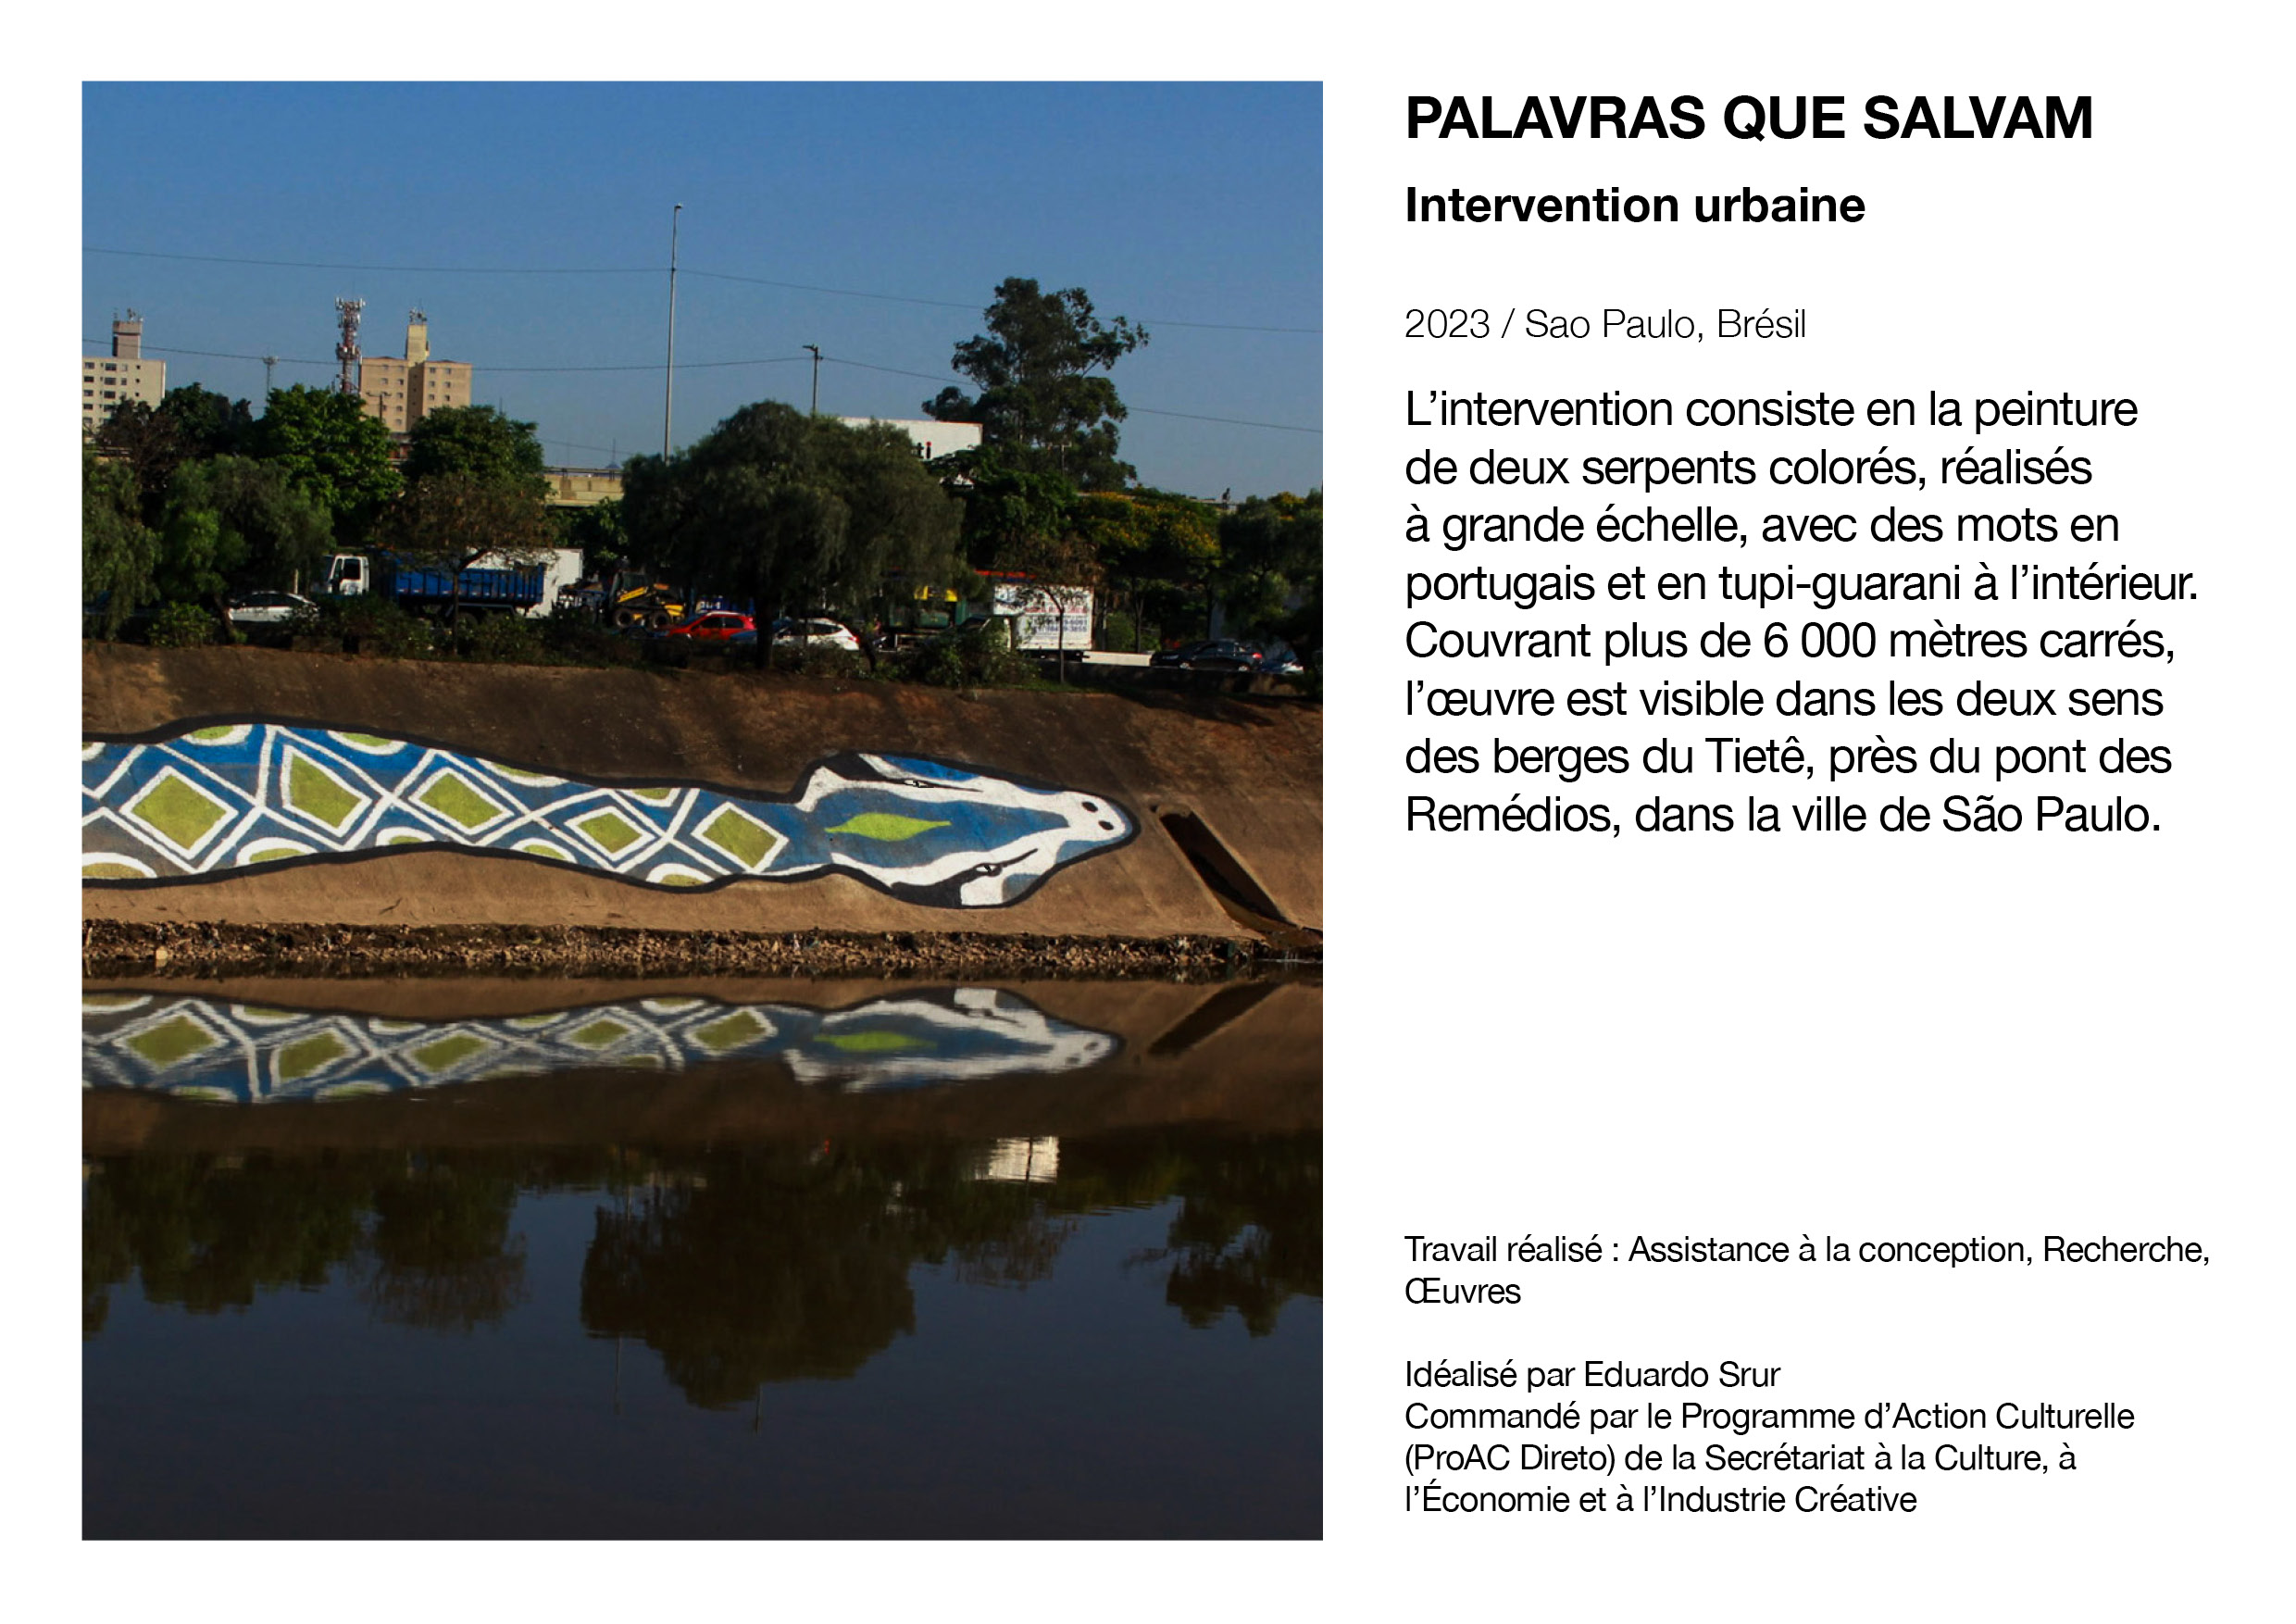 PALAVRAS QUE SALVAM
Intervention urbaine
2023 / Sao Paulo, Brésil
L’intervention consiste en la peinture
de deux serpents colorés, réalisés
à grande échelle, avec des mots en
portugais et en tupi-guarani à l’intérieur.
Couvrant plus de 6 000 mètres carrés,
l’œuvre est visible dans les deux sens
des berges du Tietê, près du pont des
Remédios, dans la ville de São Paulo.
Travail réalisé : Assistance à la conception, Recherche,
Œuvres
Idéalisé par Eduardo Srur
Commandé par le Programme d’Action Culturelle
(ProAC Direto) de la Secrétariat à la Culture, à
l’Économie et à l’Industrie Créative